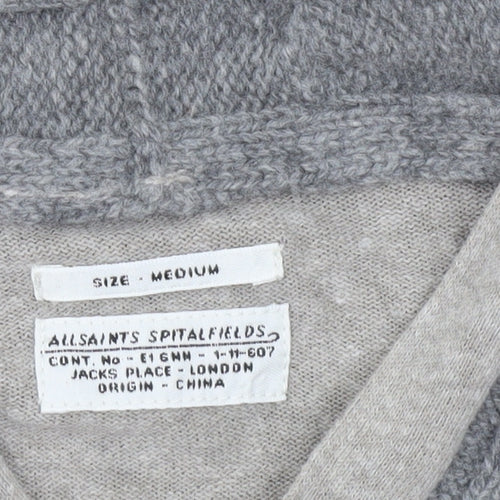 SIZE - MEDIUM
ALLSAINTS SPITALFIELDS
CONT. No - E1 6NN - 1-11-607
JACKS PLACE - LONDON
ORIGIN - CHINA